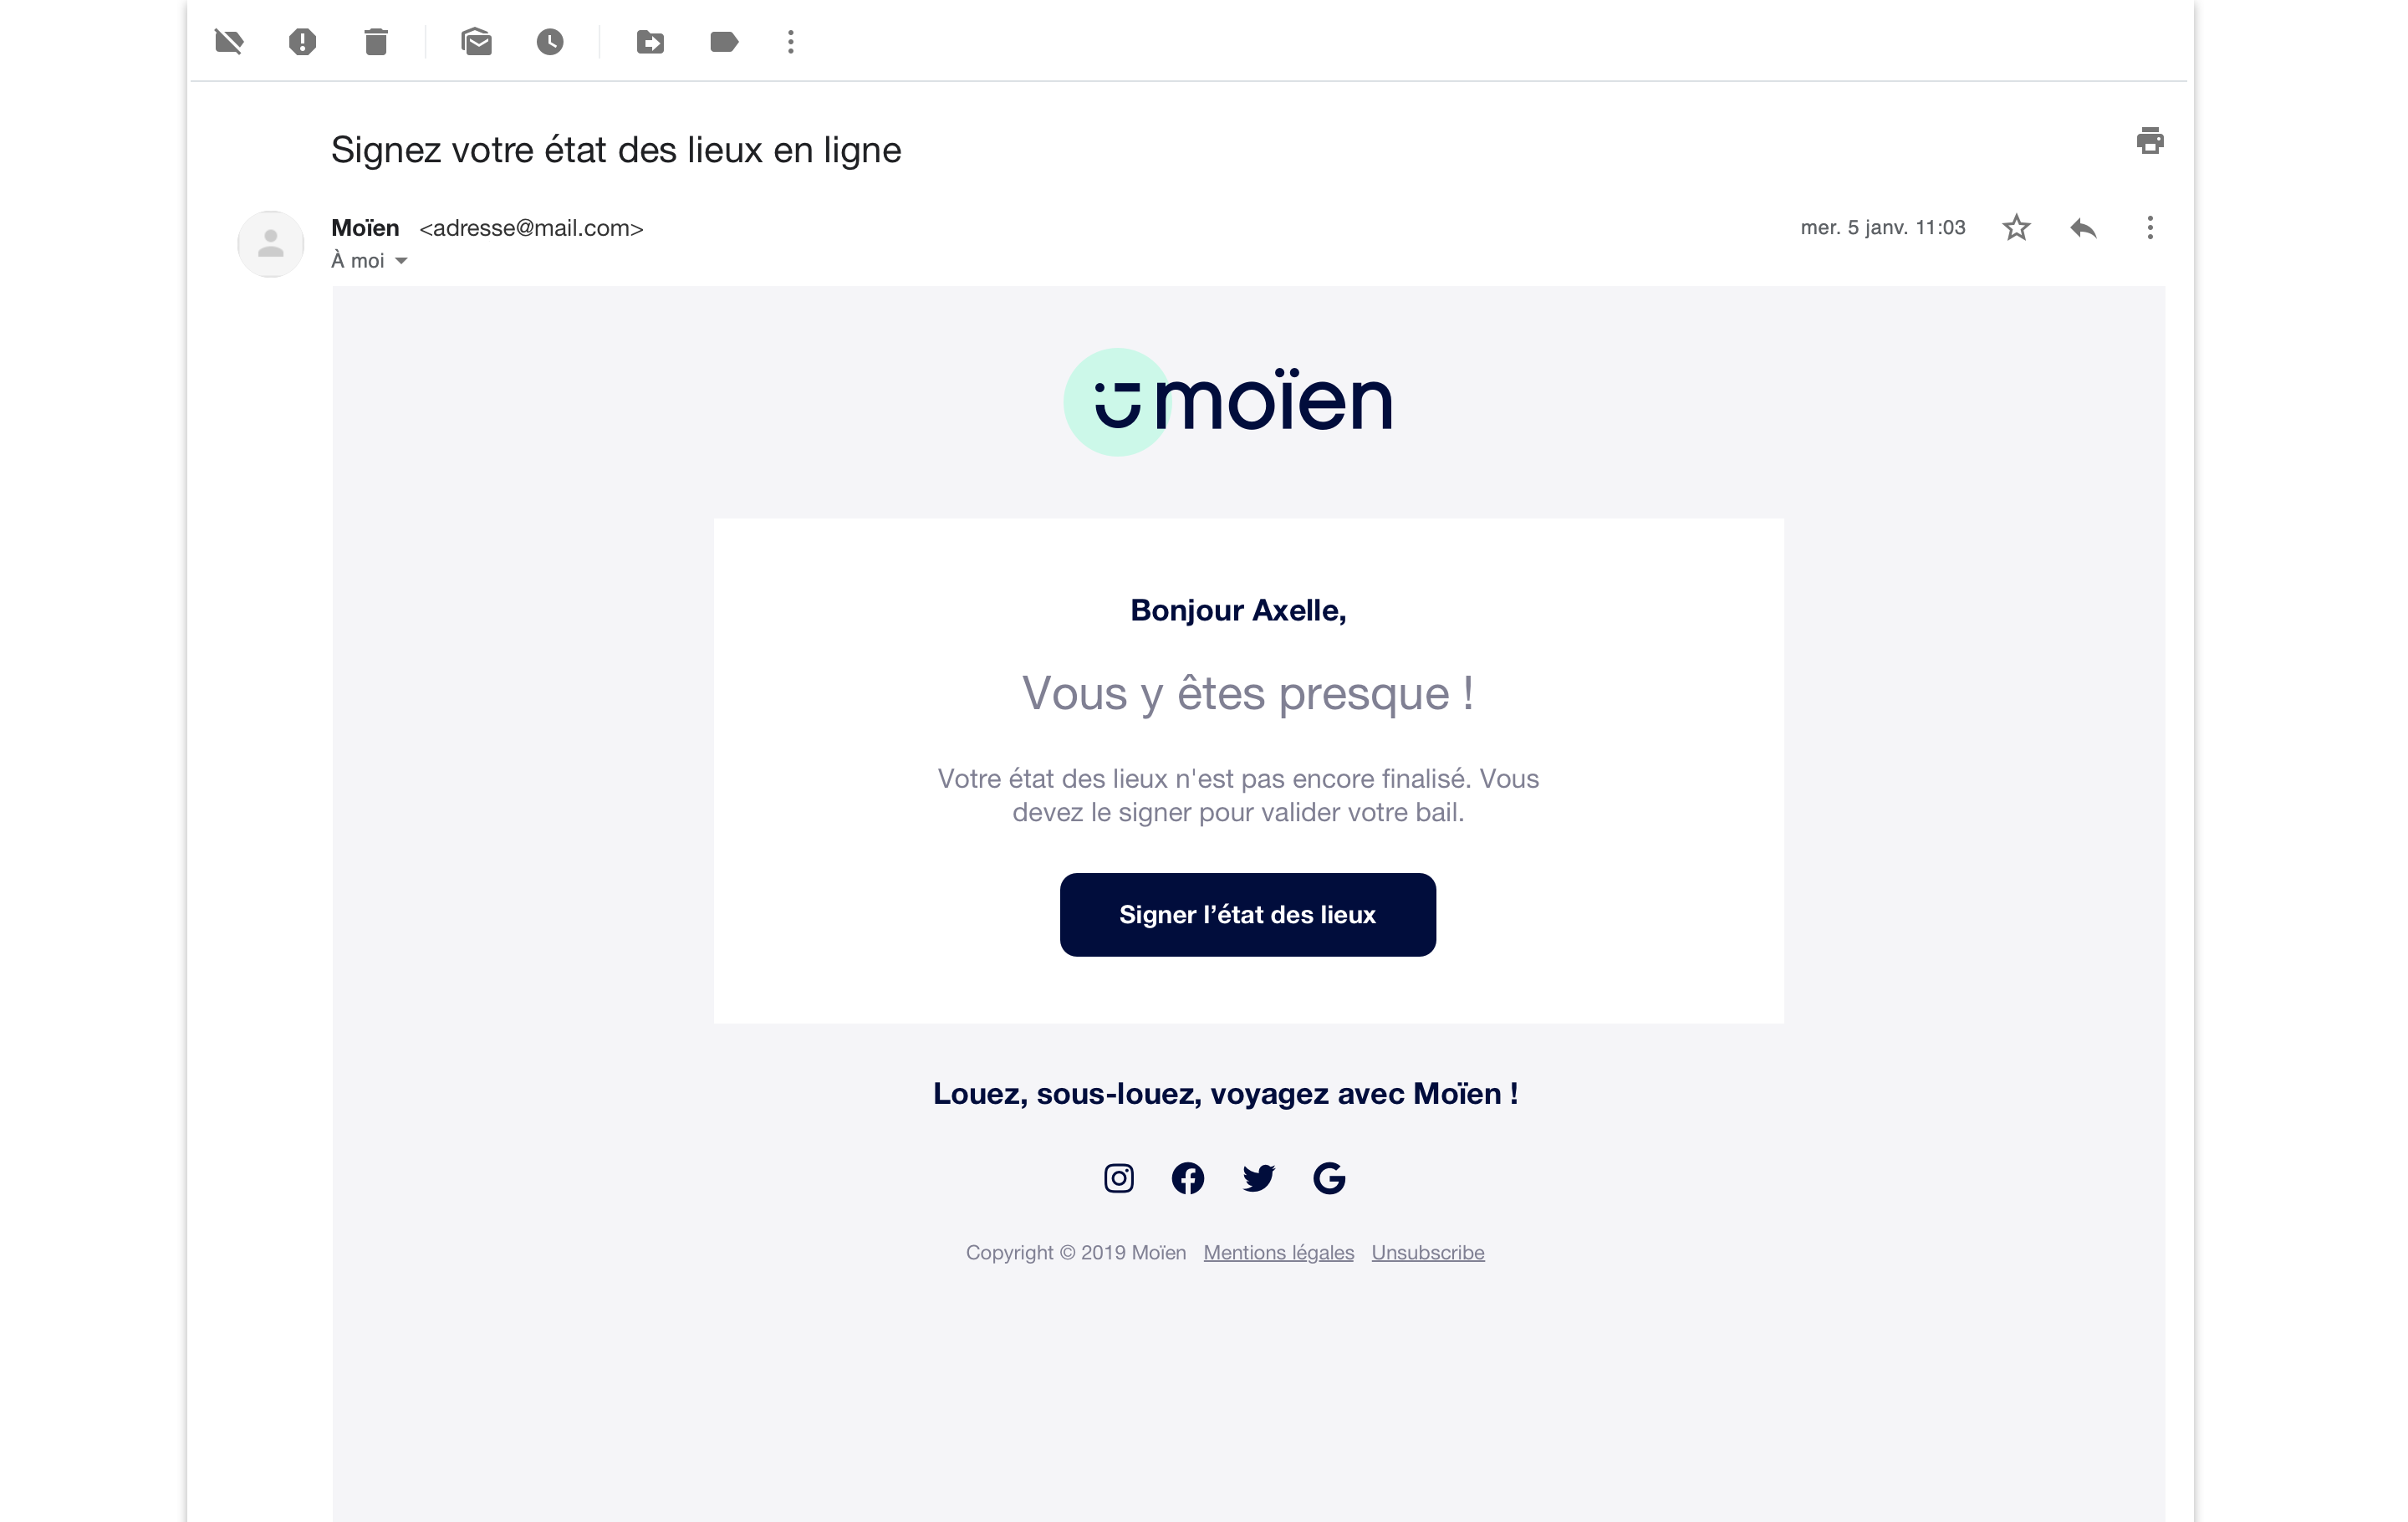 Signez votre état des lieux en ligne
Moïen <adresse@mail.com>
mer. 5 janv. 11:03
À moi
moïen
Bonjour Axelle,
Vous y êtes presque !
Votre état des lieux n'est pas encore finalisé. Vous
devez le signer pour valider votre bail.
Signer l’état des lieux
Louez, sous-louez, voyagez avec Moïen !
Copyright © 2019 Moïen Mentions légales Unsubscribe